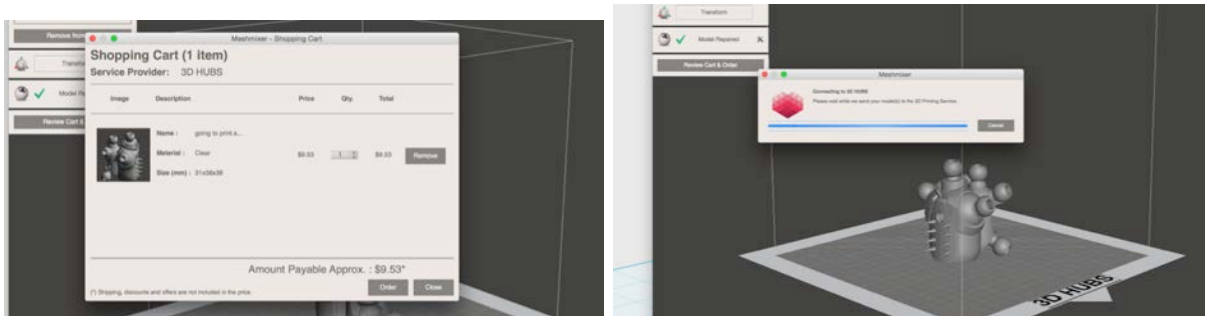 Remove from
Transfo
Model Re
Review Cart &
Meshmixer - Shopping Cart
Shopping Cart (1 item)
Service Provider: 3D HUBS
Image Description Price Qty. Total
Name : going to print a...
Material : Clear $9.53 1 $9.53 Remove
Size (mm) : 31x38x38
Amount Payable Approx. : $9.53*
(*) Shipping, discounts and offers are not included in the price.
Order Close
Transform
Model Repaired
Review Cart & Order
Meshmixer
Connecting to 3D HUBS
Please wait while we send your model(s) to the 3D Printing Service.
Cancel
3D HUBS